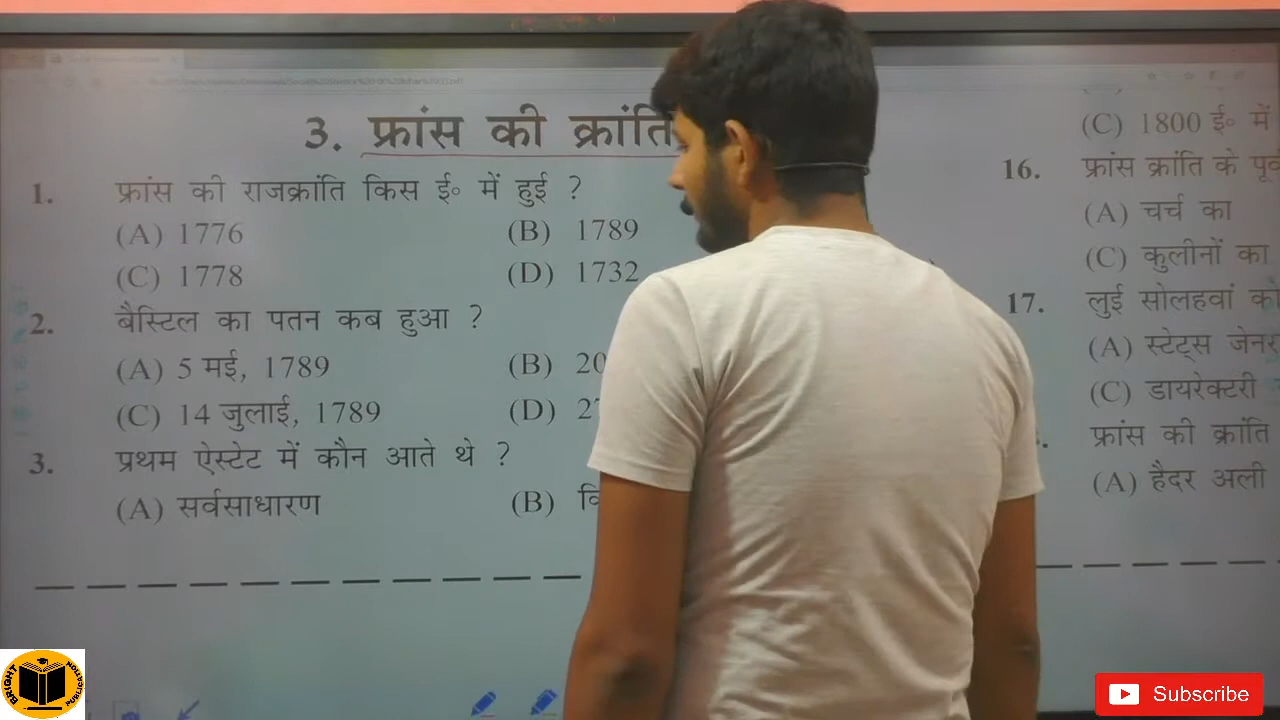 3. फ्रांस की क्रांति
1. फ्रांस की राजक्रांति किस ई० में हुई ?
(A) 1776 (B) 1789
(C) 1778 (D) 1732
2. बैस्टिल का पतन कब हुआ ?
(A) 5 मई, 1789 (B) 20
(C) 14 जुलाई, 1789 (D)
3. प्रथम ऐस्टेट में कौन आते थे ?
(A) सर्वसाधारण (B)
(C) 1800 ई० में
16. फ्रांस क्रांति के पूर्व
(A) चर्च का
(C) कुलीनों का
17. लुई सोलहवां को
(A) स्टेट्स जेनर
(C) डायरेक्टरी
फ्रांस की क्रांति
(A) हैदर अली
BRIGHT
Subscribe